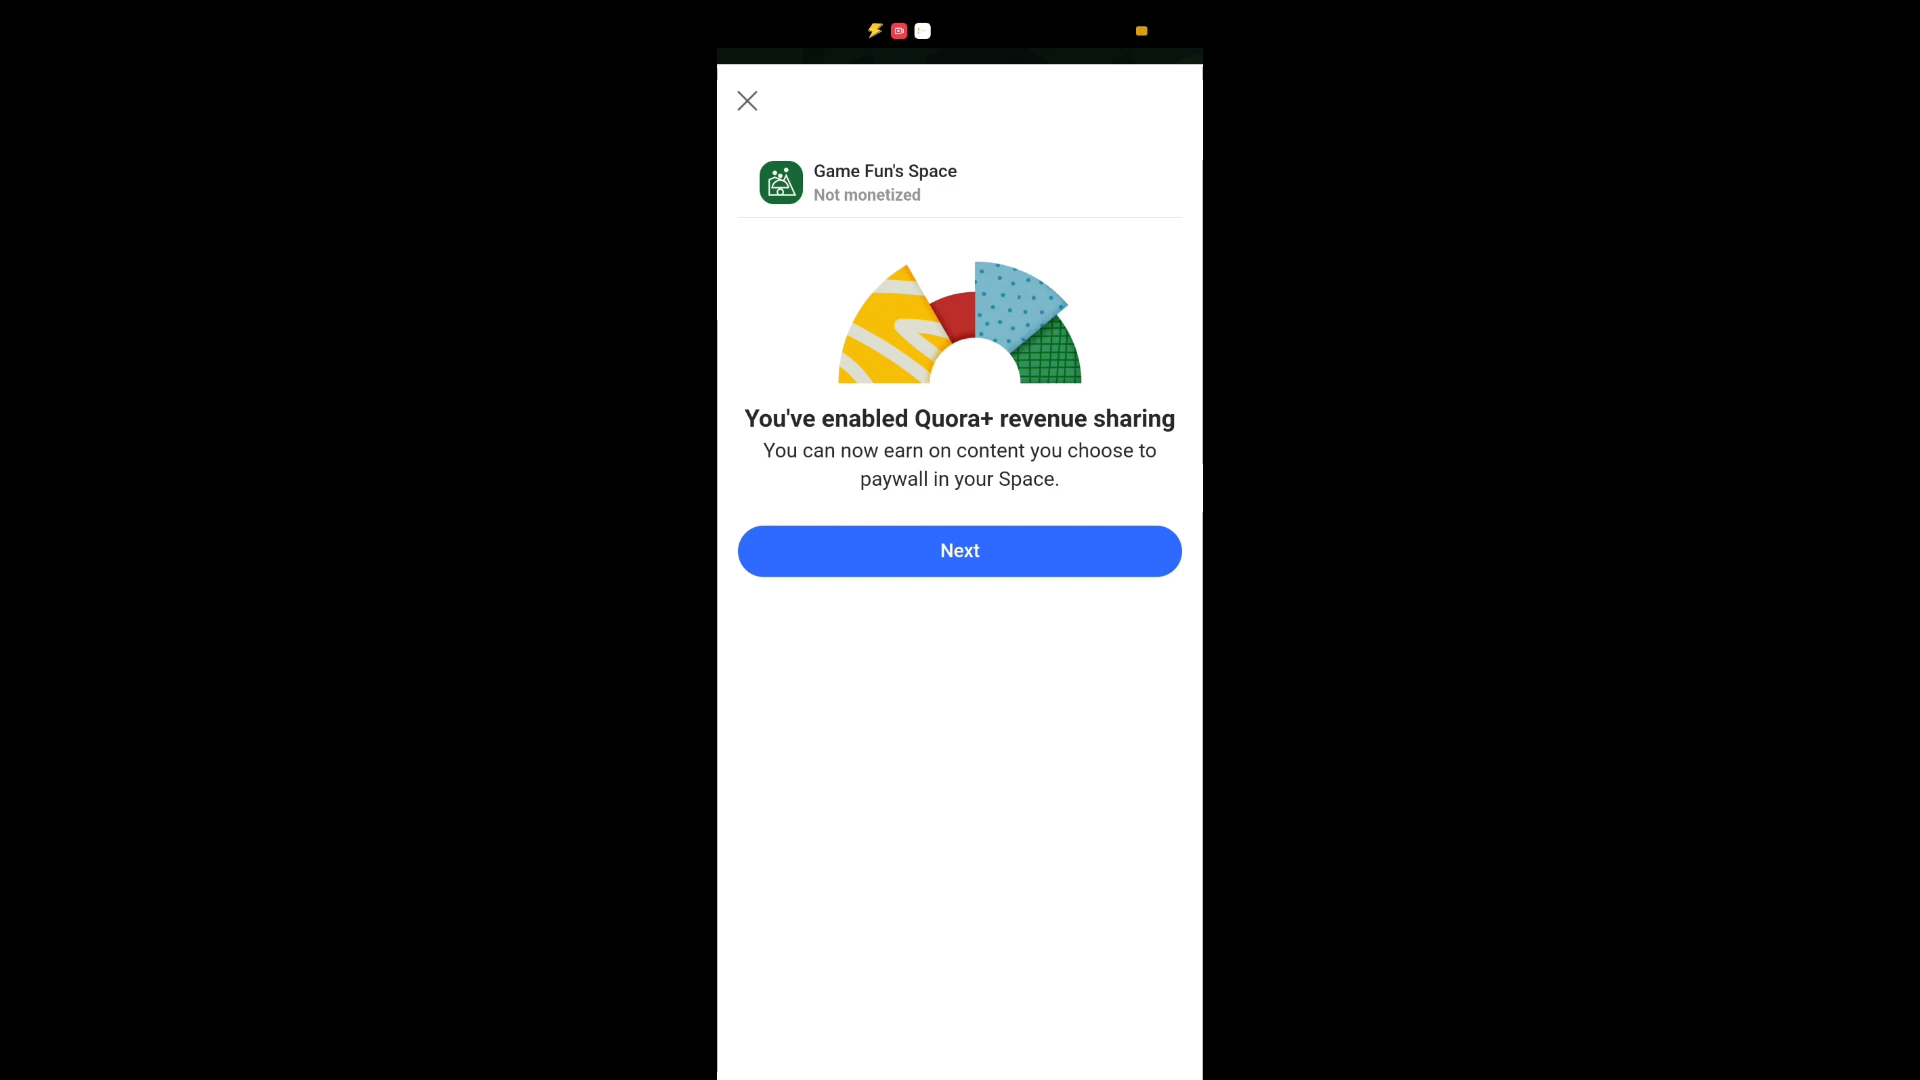 Game Fun's Space
Not monetized
You've enabled Quora+ revenue sharing
You can now earn on content you choose to
paywall in your Space.
Next